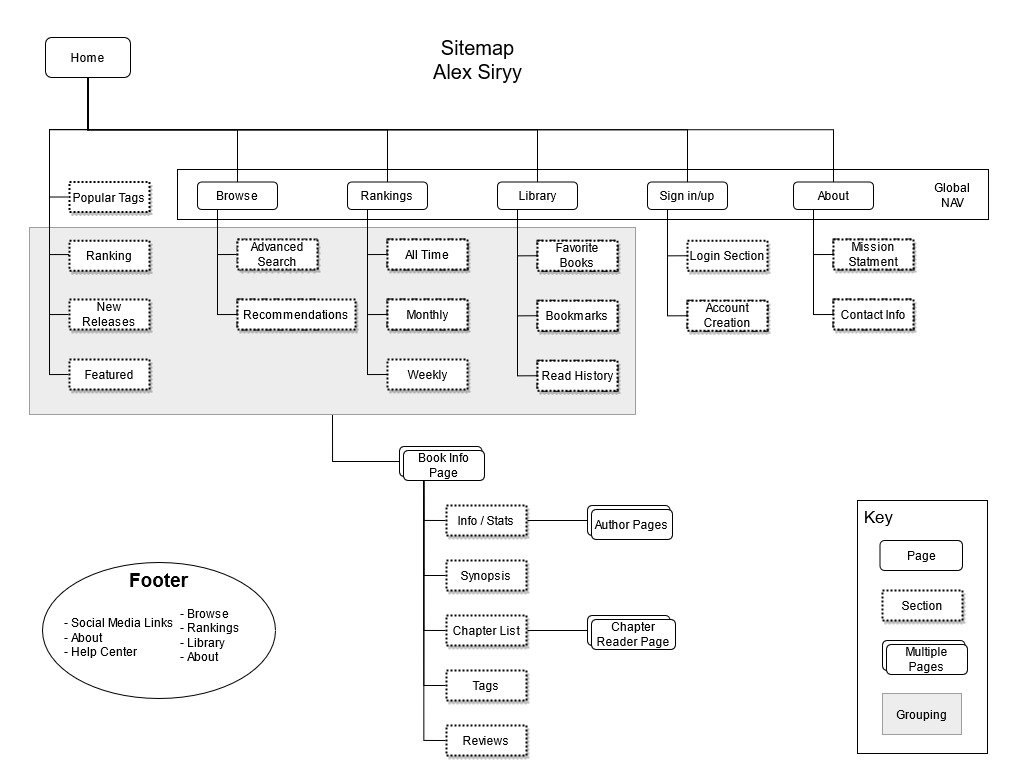 Home
Sitemap
Alex Siryy
Popular Tags
Browse
Rankings
Library
Sign in/up
About
Global
NAV
Ranking
Advanced
Search
All Time
Favorite
Books
Login Section
Mission
Statment
New
Releases
Recommendations
Monthly
Bookmarks
Account
Creation
Contact Info
Featured
Weekly
Read History
Book Info
Page
Info / Stats
Author Pages
Synopsis
Chapter List
Chapter
Reader Page
Tags
Reviews
Footer
- Social Media Links
- About
- Help Center
- Browse
- Rankings
- Library
- About
Key
Page
Section
Multiple
Pages
Grouping